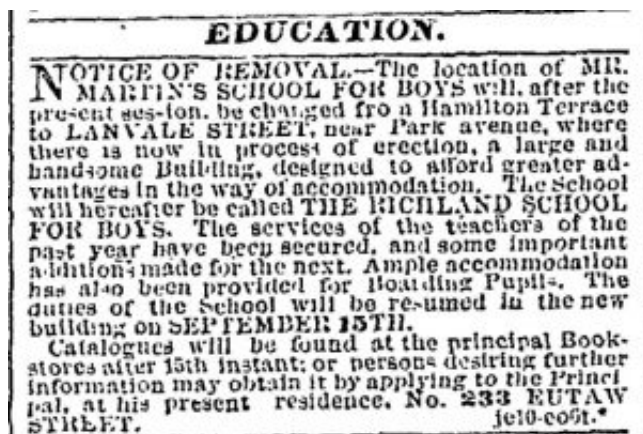 EDUCATION.
NOTICE OF REMOVAL.—The location of MR.
MARTIN'S SCHOOL FOR BOYS will, after the
present session, be changed from Hamilton Terrace
to LANVALE STREET, near Park avenue, where
there is now in process of erection, a large and
handsome Building, designed to afford greater ad-
vantages in the way of accommodation. The School
will hereafter be called THE RICHLAND SCHOOL
FOR BOYS. The services of the teachers of the
past year have been secured, and some important
additions made for the next. Ample accommodation
has also been provided for Boarding Pupils. The
duties of the School will be resumed in the new
building on SEPTEMBER 15TH.
Catalogues will be found at the principal Book-
stores after 15th instant; or persons desiring further
information may obtain it by applying to the Princi
pal, at his present residence, No. 233 EUTAW
STREET. je10-eo6t.*